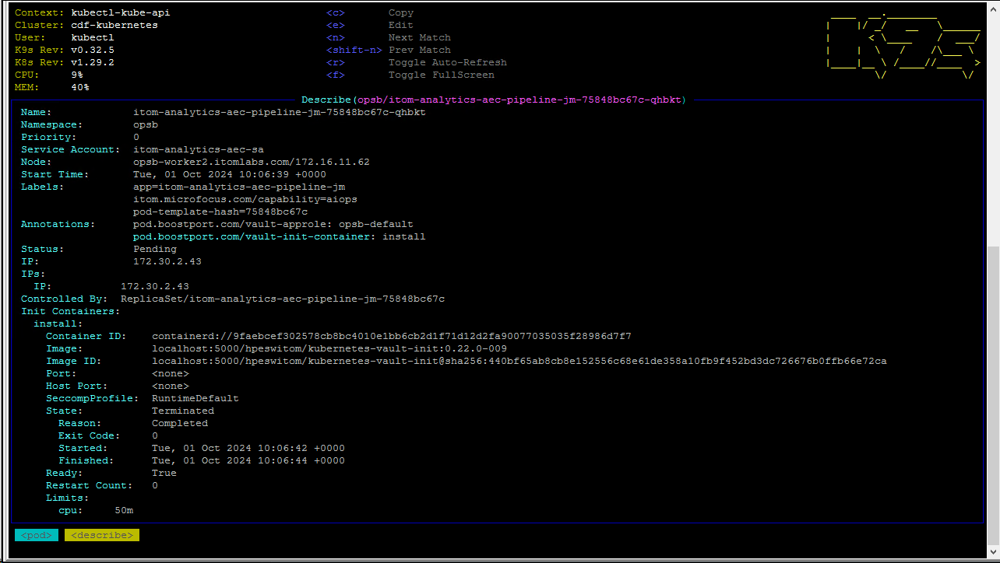 Context: kubectl-kube-api <c> Copy
Cluster: cdf-kubernetes <e> Edit
User: kubectl <n> Next Match
K9s Rev: v0.32.5 <shift-n> Prev Match
K8s Rev: v1.29.2 <r> Toggle Auto-Refresh
CPU: 9% <f> Toggle FullScreen
MEM: 40%
Describe(opsb/itom-analytics-aec-pipeline-jm-75848bc67c-qhbkt)
Name: itom-analytics-aec-pipeline-jm-75848bc67c-qhbkt
Namespace: opsb
Priority: 0
Service Account: itom-analytics-aec-sa
Node: opsb-worker2.itomlabs.com/172.16.11.62
Start Time: Tue, 01 Oct 2024 10:06:39 +0000
Labels: app=itom-analytics-aec-pipeline-jm
itom.microfocus.com/capability=aiops
pod-template-hash=75848bc67c
Annotations: pod.boostport.com/vault-approle: opsb-default
pod.boostport.com/vault-init-container: install
Status: Pending
IP: 172.30.2.43
IPs:
IP: 172.30.2.43
Controlled By: ReplicaSet/itom-analytics-aec-pipeline-jm-75848bc67c
Init Containers:
install:
Container ID: containerd://9faebcef302578cb8bc4010e1bb6cb2d1f71d12d2fa90077035035f28986d7f7
Image: localhost:5000/hpeswitom/kubernetes-vault-init:0.22.0-009
Image ID: localhost:5000/hpeswitom/kubernetes-vault-init@sha256:440bf65ab8cb8e152556c68e61de358a10fb9f452bd3dc726676b0ffb66e72ca
Port: <none>
Host Port: <none>
SeccompProfile: RuntimeDefault
State: Terminated
Reason: Completed
Exit Code: 0
Started: Tue, 01 Oct 2024 10:06:42 +0000
Finished: Tue, 01 Oct 2024 10:06:44 +0000
Ready: True
Restart Count: 0
Limits:
cpu: 50m
<pod> <describe>